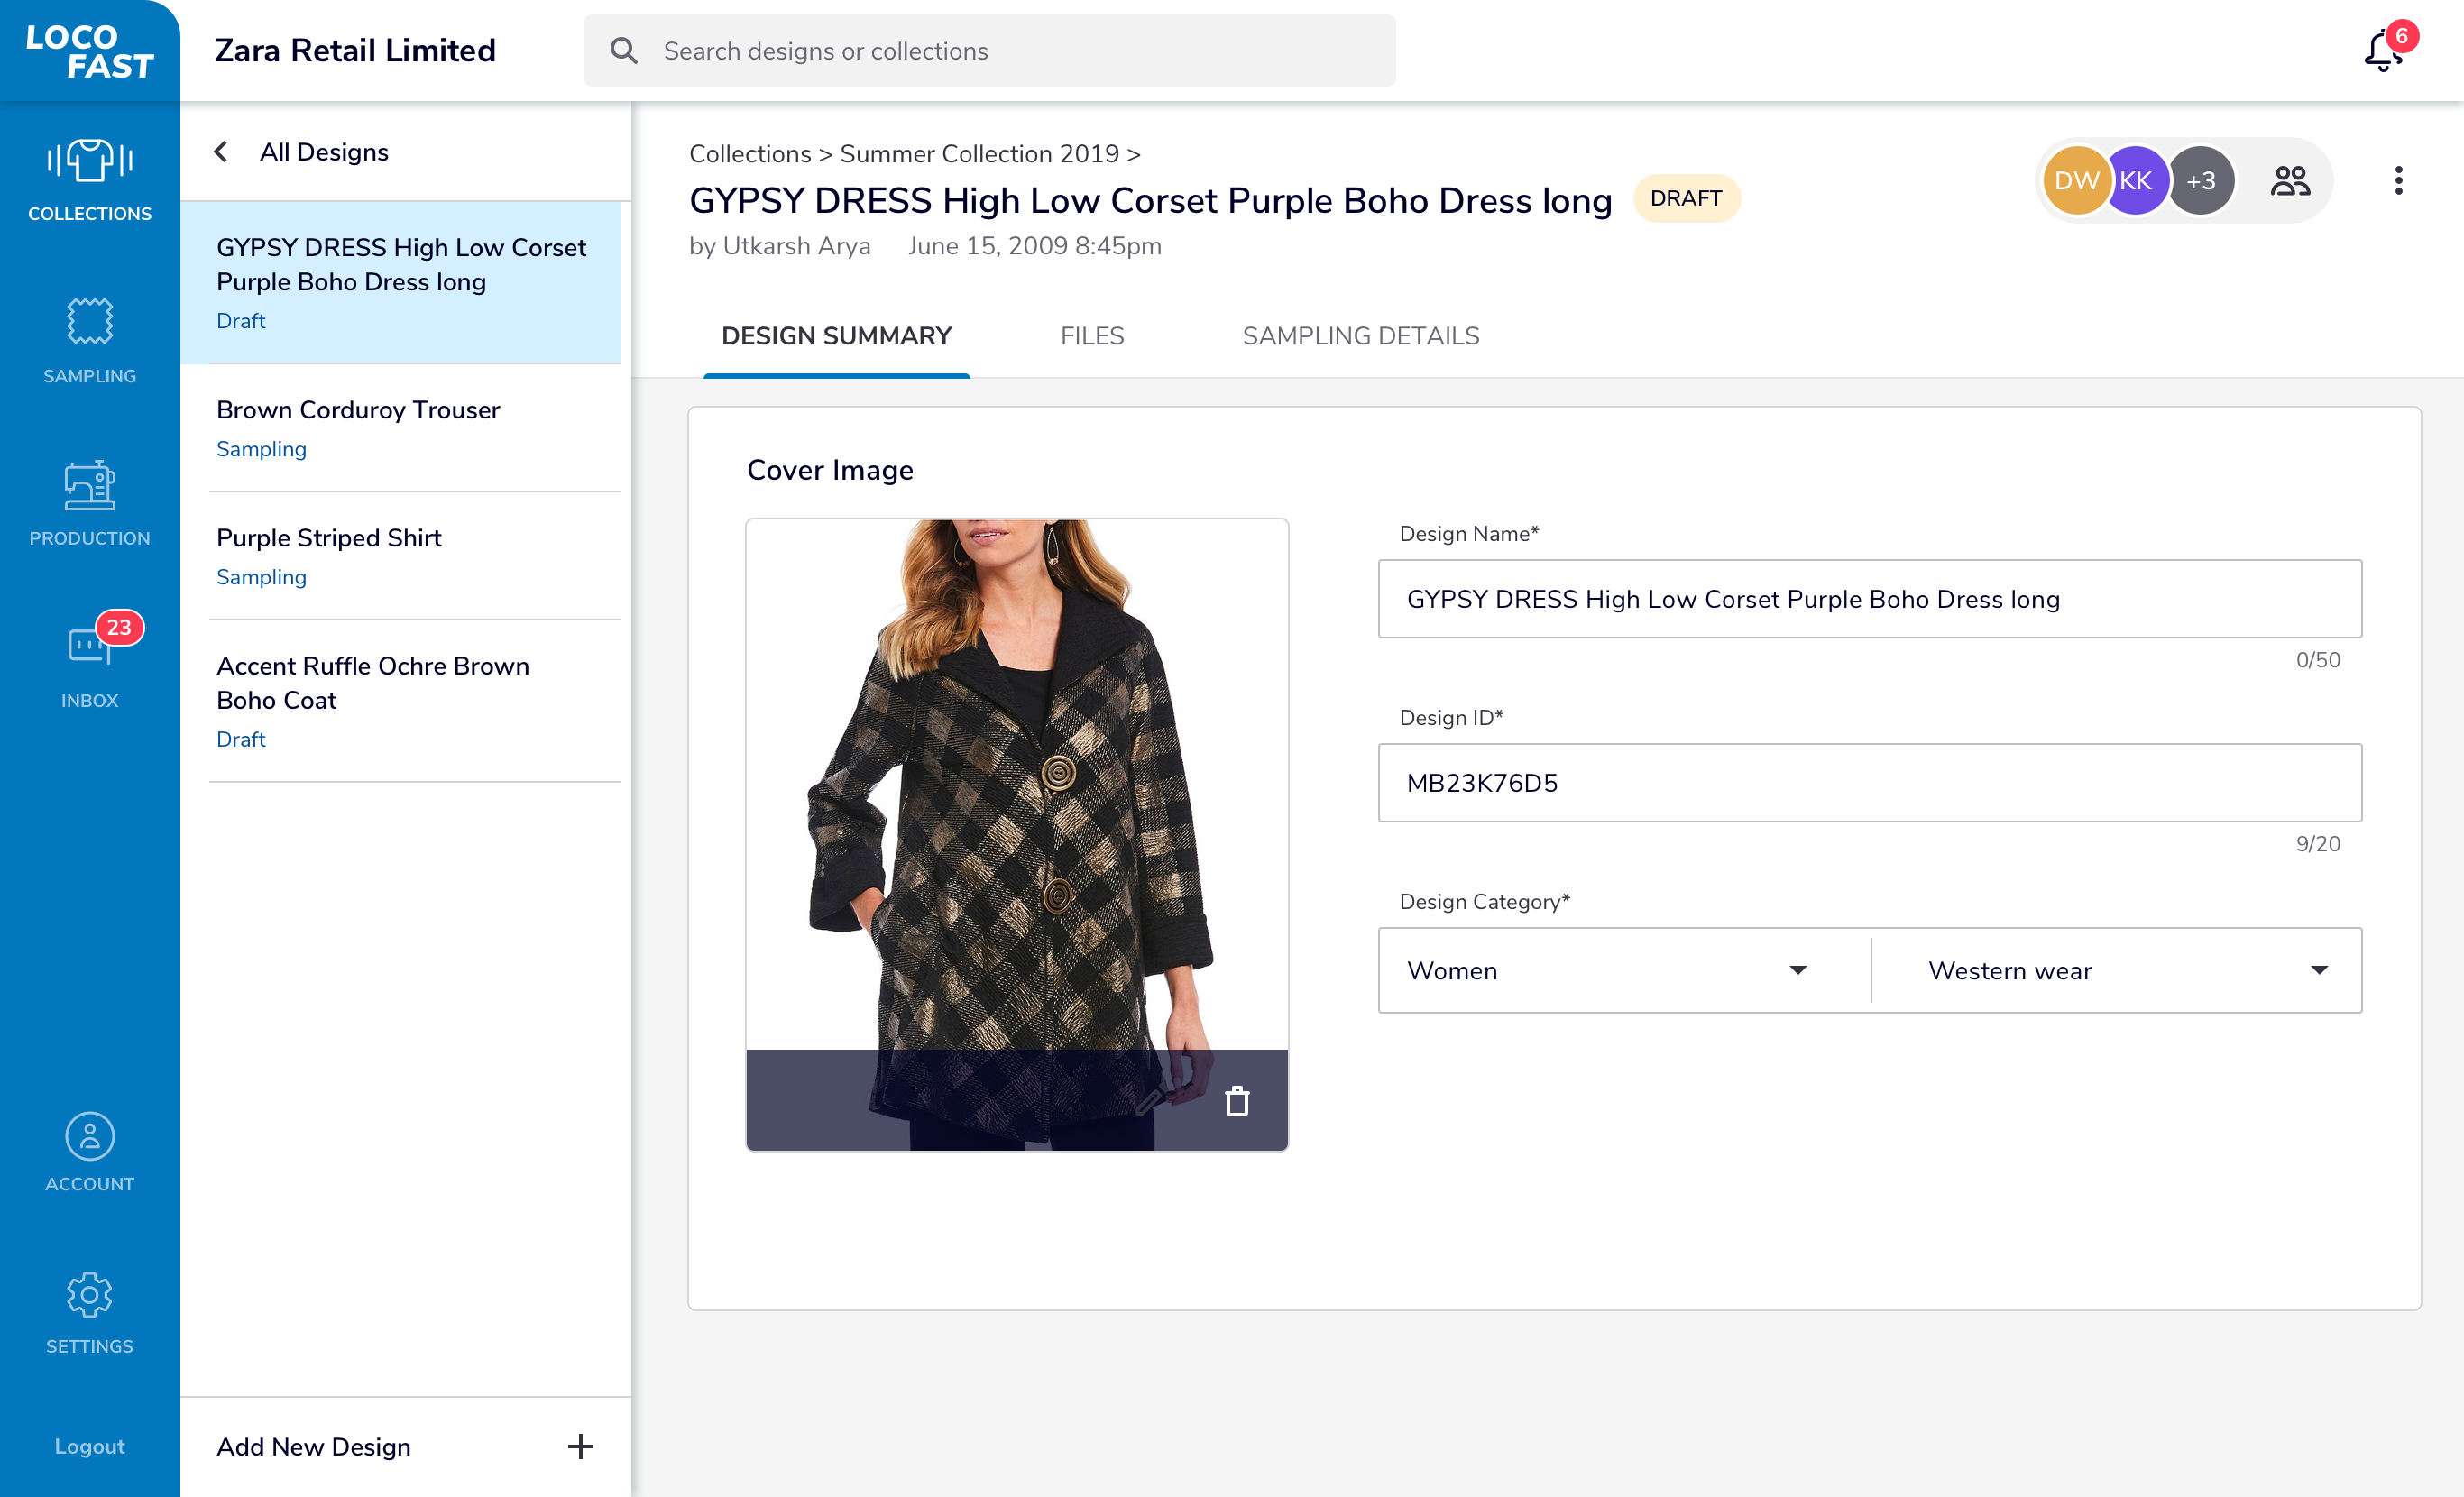 LOCO
FAST
Zara Retail Limited
Search designs or collections
6
COLLECTIONS
SAMPLING
PRODUCTION
23
INBOX
ACCOUNT
SETTINGS
Logout
All Designs
GYPSY DRESS High Low Corset
Purple Boho Dress long
Draft
Brown Corduroy Trouser
Sampling
Purple Striped Shirt
Sampling
Accent Ruffle Ochre Brown
Boho Coat
Draft
Add New Design
Collections > Summer Collection 2019 >
GYPSY DRESS High Low Corset Purple Boho Dress long DRAFT
by Utkarsh Arya June 15, 2009 8:45pm
DW KK +3
DESIGN SUMMARY FILES SAMPLING DETAILS
Cover Image
Design Name*
GYPSY DRESS High Low Corset Purple Boho Dress long
0/50
Design ID*
MB23K76D5
9/20
Design Category*
Women Western wear